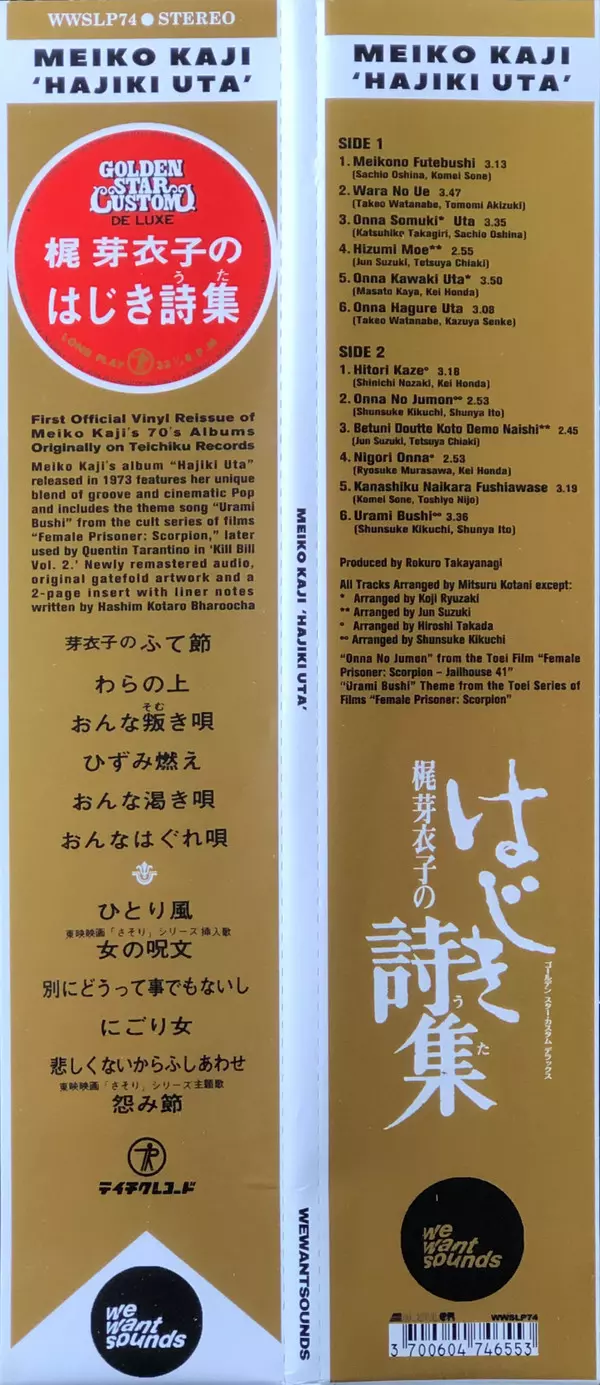 WWSLP74 ● STEREO
MEIKO KAJI
‘HAJIKI UTA’
GOLDEN
STAR
CUSTOM
DE LUXE
梶 芽衣子の
うた
はじき詩集
LONG PLAY 33⅓ R P M
First Official Vinyl Reissue of
Meiko Kaji's 70's Albums
Originally on Teichiku Records
Meiko Kaji's album “Hajiki Uta”
released in 1973 features her unique
blend of groove and cinematic Pop
and includes the theme song “Urami
Bushi” from the cult series of films
“Female Prisoner: Scorpion,” later
used by Quentin Tarantino in ‘Kill Bill
Vol. 2.’ Newly remastered audio,
original gatefold artwork and a
2-page insert with liner notes
written by Hashim Kotaro Bharoocha
芽衣子のふて節
わらの上
そむ
おんな叛き唄
ひずみ燃え
おんな渇き唄
おんなはぐれ唄
ひとり風
東映映画「さそり」シリーズ挿入歌
女の呪文
別にどうって事でもないし
にごり女
悲しくないからふしあわせ
東映映画「さそり」シリーズ主題歌
怨み節
テイチクレコード
we
want
sounds
MEIKO KAJI ‘HAJIKI UTA’
WEWANTSOUNDS
MEIKO KAJI
‘HAJIKI UTA’
SIDE 1
1. Meikono Futebushi 3.13
(Sachio Oshina, Komei Sone)
2. Wara No Ue 3.47
(Takeo Watanabe, Tomomi Akizuki)
3. Onna Somuki* Uta 3.35
(Katsuhiko Takagiri, Sachio Oshina)
4. Hizumi Moe** 2.55
(Jun Suzuki, Tetsuya Chiaki)
5. Onna Kawaki Uta* 3.50
(Masato Kaya, Kei Honda)
6. Onna Hagure Uta 3.08
(Takeo Watanabe, Kazuya Senke)
SIDE 2
1. Hitori Kaze° 3.18
(Shinichi Nozaki, Kei Honda)
2. Onna No Jumon°° 2.53
(Shunsuke Kikuchi, Shunya Ito)
3. Betuni Doutte Koto Demo Naishi** 2.45
(Jun Suzuki, Tetsuya Chiaki)
4. Nigori Onna° 2.53
(Ryosuke Murasawa, Kei Honda)
5. Kanashiku Naikara Fushiawase 3.19
(Komei Sone, Toshiyo Nijo)
6. Urami Bushi°° 3.36
(Shunsuke Kikuchi, Shunya Ito)
Produced by Rokuro Takayanagi
All Tracks Arranged by Mitsuru Kotani except:
* Arranged by Koji Ryuzaki
** Arranged by Jun Suzuki
° Arranged by Hiroshi Takada
°° Arranged by Shunsuke Kikuchi
“Onna No Jumon” from the Toei Film “Female
Prisoner: Scorpion – Jailhouse 41”
“Urami Bushi” Theme from the Toei Series of
Films “Female Prisoner: Scorpion”
はじき
梶芽衣子の
詩集
うた
ゴールデン スター・カスタム デラックス
we
want
sounds
WWSLP74
3 700604 746553